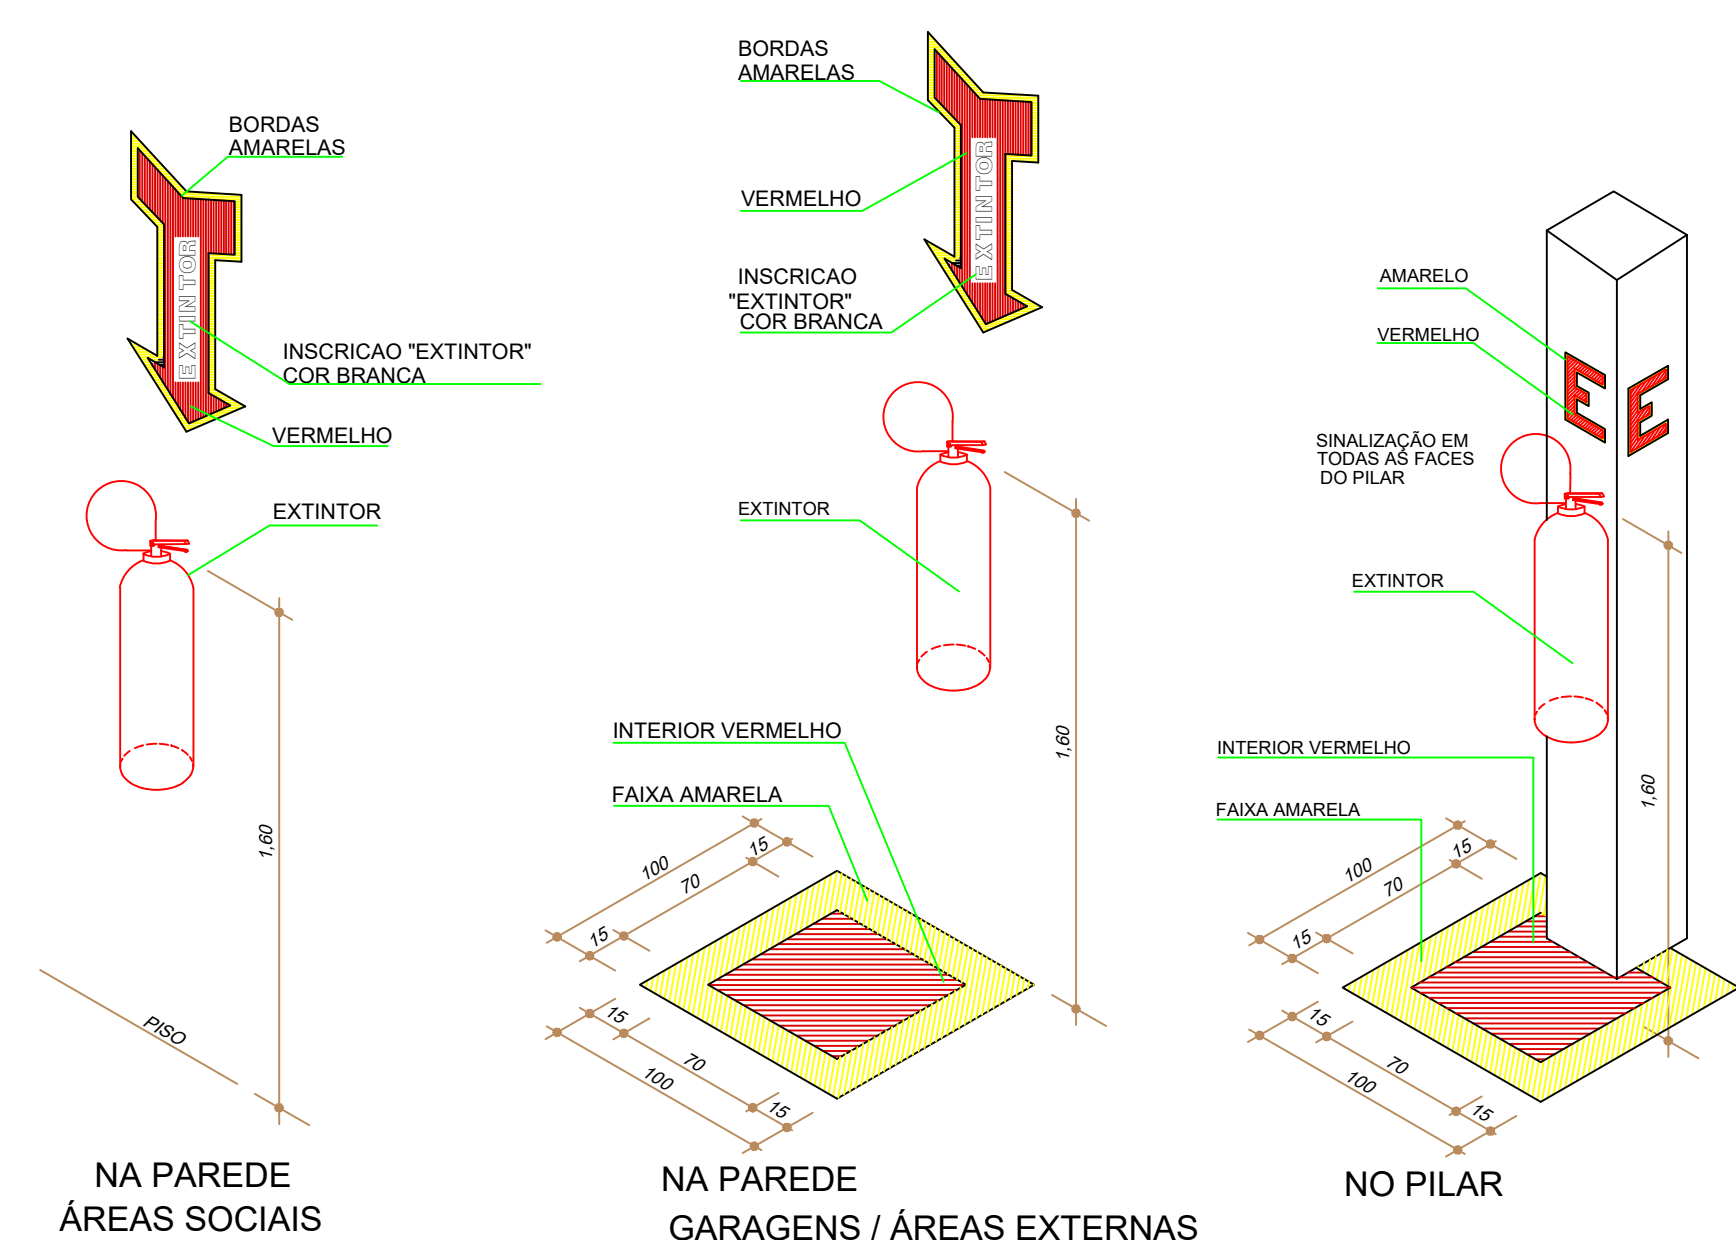 BORDAS
AMARELAS
EXTINTOR
INSCRICAO "EXTINTOR"
COR BRANCA
VERMELHO
EXTINTOR
1,60
PISO
NA PAREDE
ÁREAS SOCIAIS
BORDAS
AMARELAS
VERMELHO
EXTINTOR
INSCRICAO
"EXTINTOR"
COR BRANCA
EXTINTOR
1,60
INTERIOR VERMELHO
FAIXA AMARELA
100
15
70
15
15
70
100
15
NA PAREDE
GARAGENS / ÁREAS EXTERNAS
AMARELO
VERMELHO
E E
SINALIZAÇÃO EM
TODAS AS FACES
DO PILAR
EXTINTOR
1,60
INTERIOR VERMELHO
FAIXA AMARELA
100
15
70
15
15
70
100
15
NO PILAR